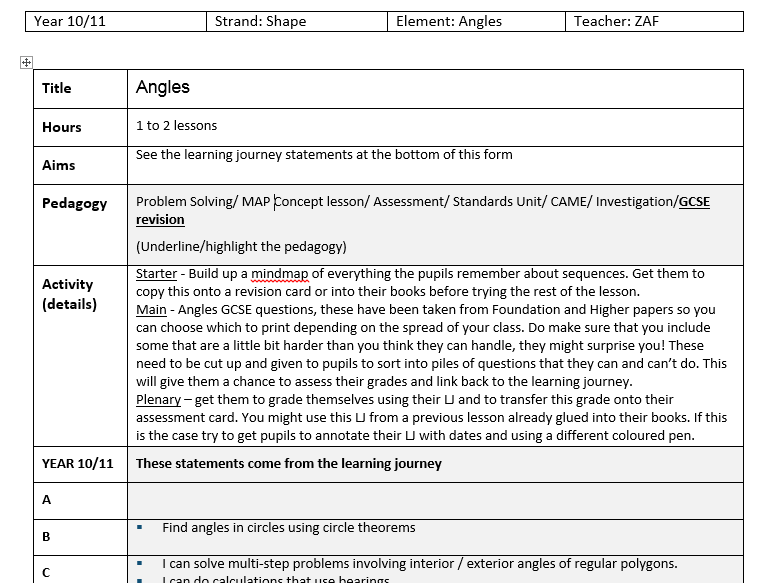 Year 10/11 Strand: Shape Element: Angles Teacher: ZAF
Title Angles
Hours 1 to 2 lessons
Aims See the learning journey statements at the bottom of this form
Pedagogy Problem Solving/ MAP Concept lesson/ Assessment/ Standards Unit/ CAME/ Investigation/GCSE
revision
(Underline/highlight the pedagogy)
Activity
(details)
Starter - Build up a mindmap of everything the pupils remember about sequences. Get them to
copy this onto a revision card or into their books before trying the rest of the lesson.
Main - Angles GCSE questions, these have been taken from Foundation and Higher papers so you
can choose which to print depending on the spread of your class. Do make sure that you include
some that are a little bit harder than you think they can handle, they might surprise you! These
need to be cut up and given to pupils to sort into piles of questions that they can and can’t do. This
will give them a chance to assess their grades and link back to the learning journey.
Plenary – get them to grade themselves using their LJ and to transfer this grade onto their
assessment card. You might use this LJ from a previous lesson already glued into their books. If this
is the case try to get pupils to annotate their LJ with dates and using a different coloured pen.
YEAR 10/11 These statements come from the learning journey
A
B ▪ Find angles in circles using circle theorems
C ▪ I can solve multi-step problems involving interior / exterior angles of regular polygons.
▪ I can do calculations that use bearings